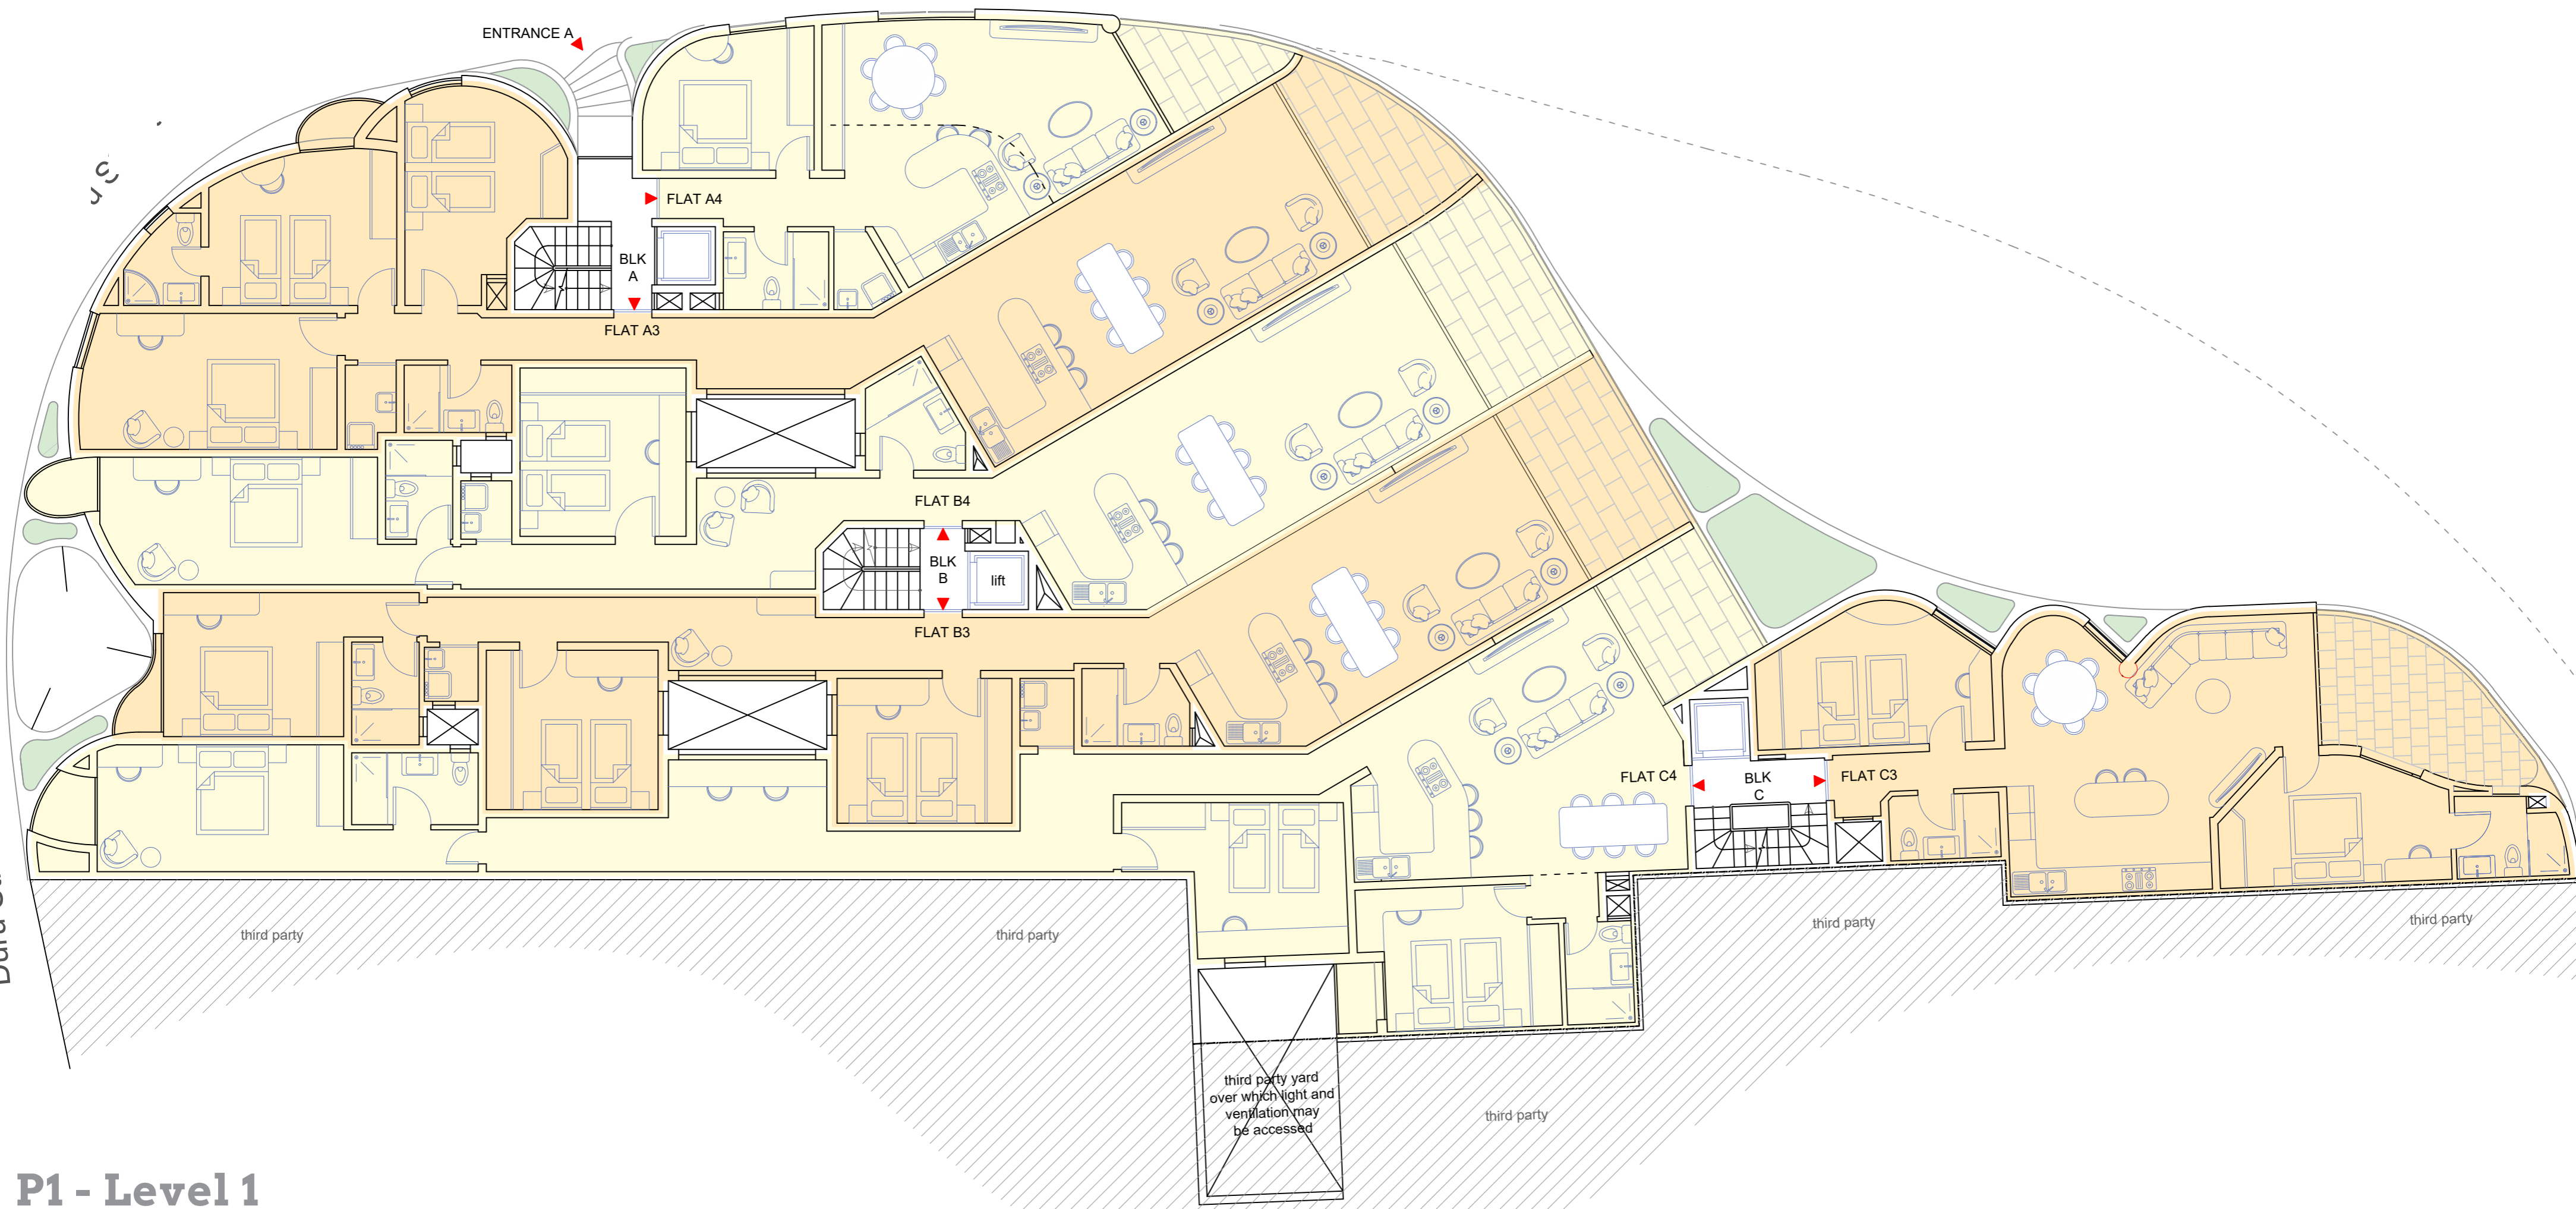 ENTRANCE A
FLAT A4
BLK
A
FLAT A3
FLAT B4
BLK
B
lift
FLAT B3
FLAT C4
BLK
C
FLAT C3
third party
third party
third party
third party
third party yard
over which light and
ventilation may
be accessed
third party
P1 - Level 1